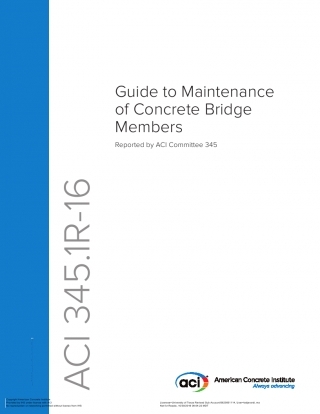 Guide to Maintenance
of Concrete Bridge
Members
Reported by ACI Committee 345
ACI 345.1R-16
aci
American Concrete Institute
Always advancing